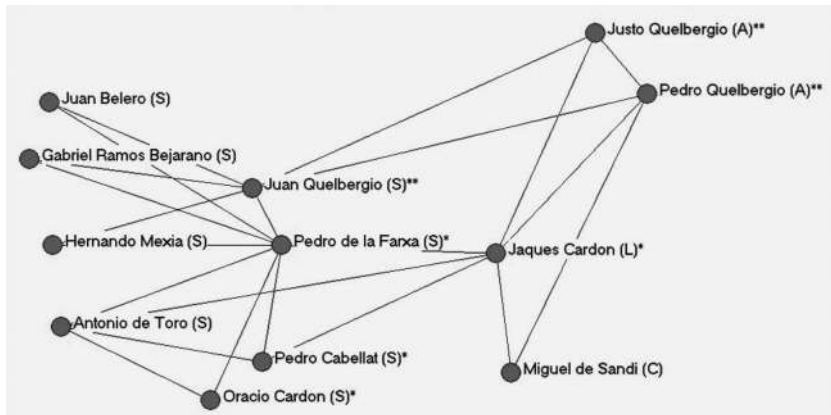 Justo Quelbergio (A)**
Pedro Quelbergio (A)**
Juan Belero (S)
Gabriel Ramos Bejarano (S)
Juan Quelbergio (S)**
Hernando Mexia (S)
Pedro de la Farxa (S)*
Jaques Cardon (L)*
Antonio de Toro (S)
Pedro Cabellat (S)*
Miguel de Sandi (C)
Oracio Cardon (S)*